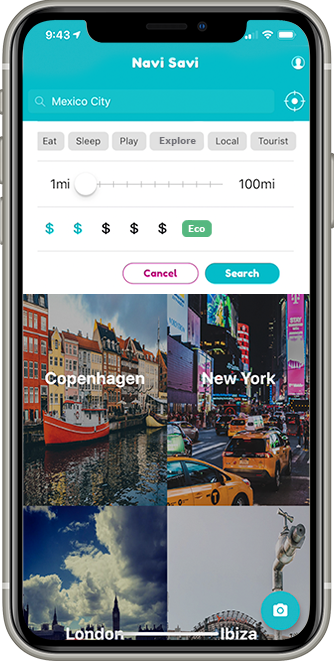 9:43
Navi Savi
Mexico City
Eat Sleep Play Explore Local Tourist
1mi 100mi
$ $ $ $ $ Eco
Cancel Search
Copenhagen New York
London Ibiza